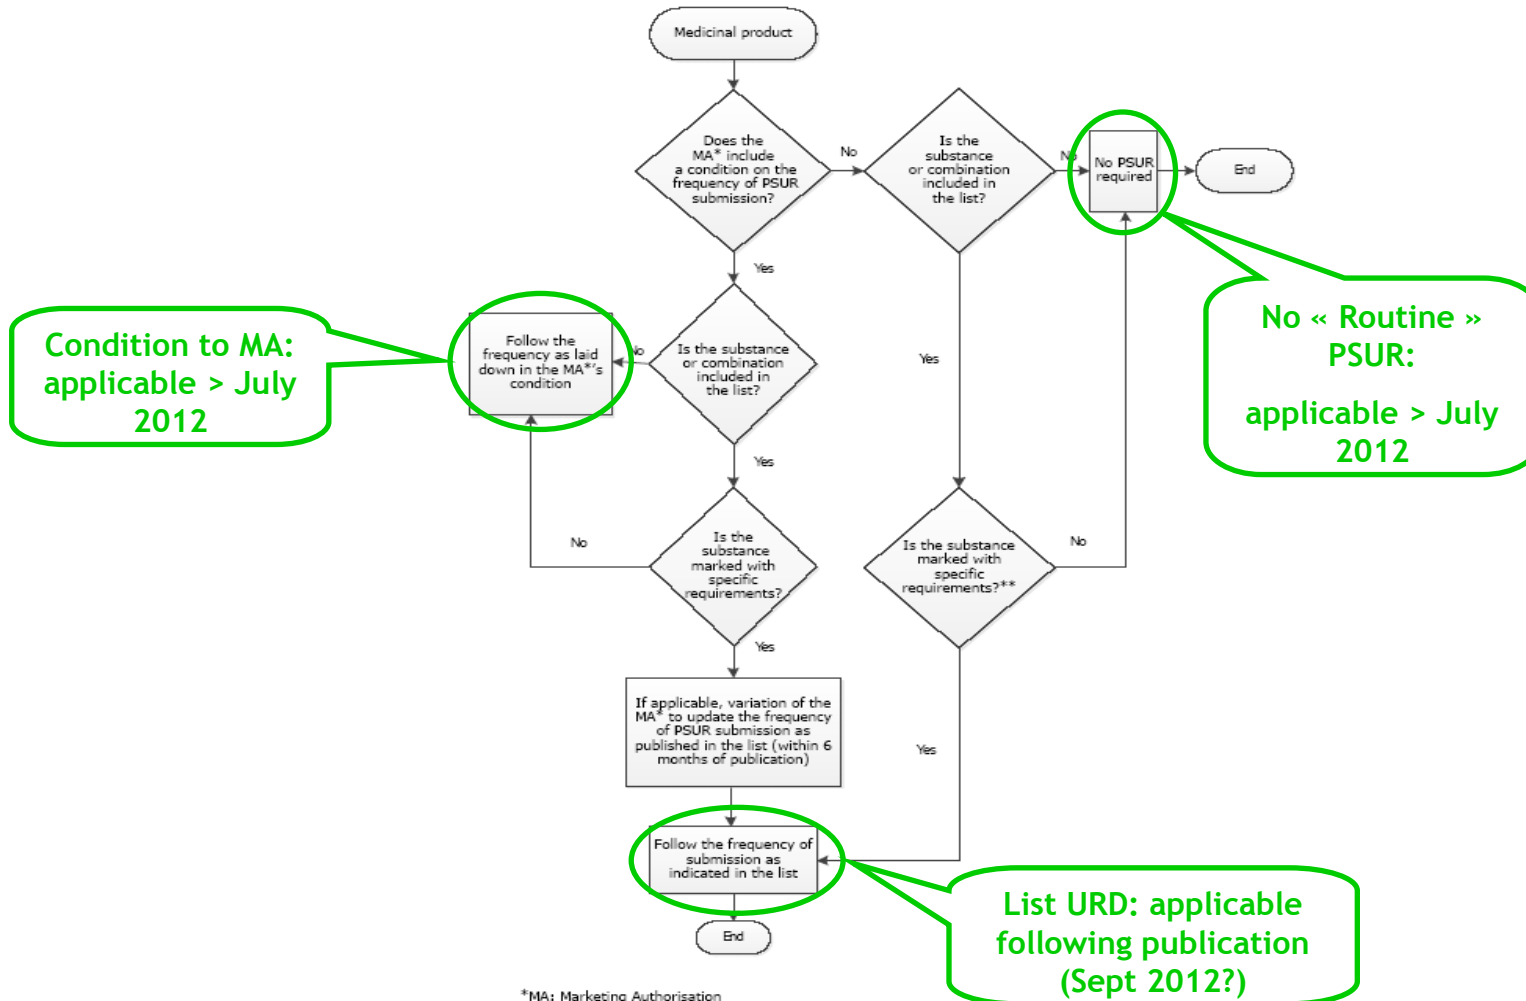 Medicinal product
Does the
MA* include
a condition on the
frequency of PSUR
submission?
No
Is the
substance
or combination
included in
the list?
No
No PSUR
required
End
Yes
Follow the
frequency as laid
down in the MA*'s
condition
No
Is the substance
or combination
included in
the list?
Yes
Condition to MA:
applicable > July
2012
No « Routine »
PSUR:
applicable > July
2012
Yes
No
Is the
substance
marked with
specific
requirements?
Is the substance
marked with
specific
requirements?**
No
Yes
If applicable, variation of the
MA* to update the frequency
of PSUR submission as
published in the list (within 6
months of publication)
Yes
Follow the frequency of
submission as
indicated in the list
End
List URD: applicable
following publication
(Sept 2012?)
*MA: Marketing Authorisation